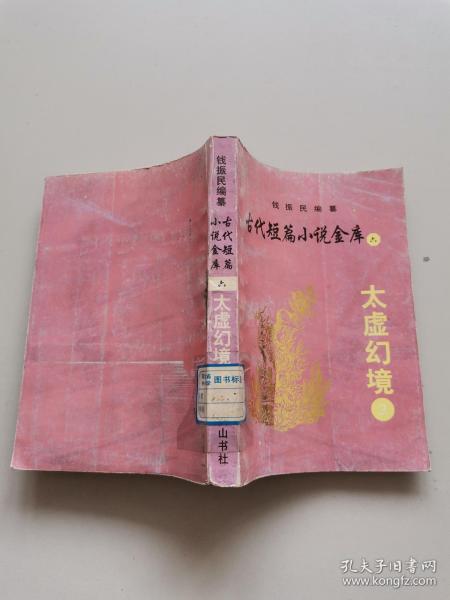 钱振民编纂
古代短篇小说金库 六
太虚幻境
钱振民编纂
古代短篇
小说金库
六
太虚幻境
图书标
山书社
孔夫子旧书网
www.kongfz.com